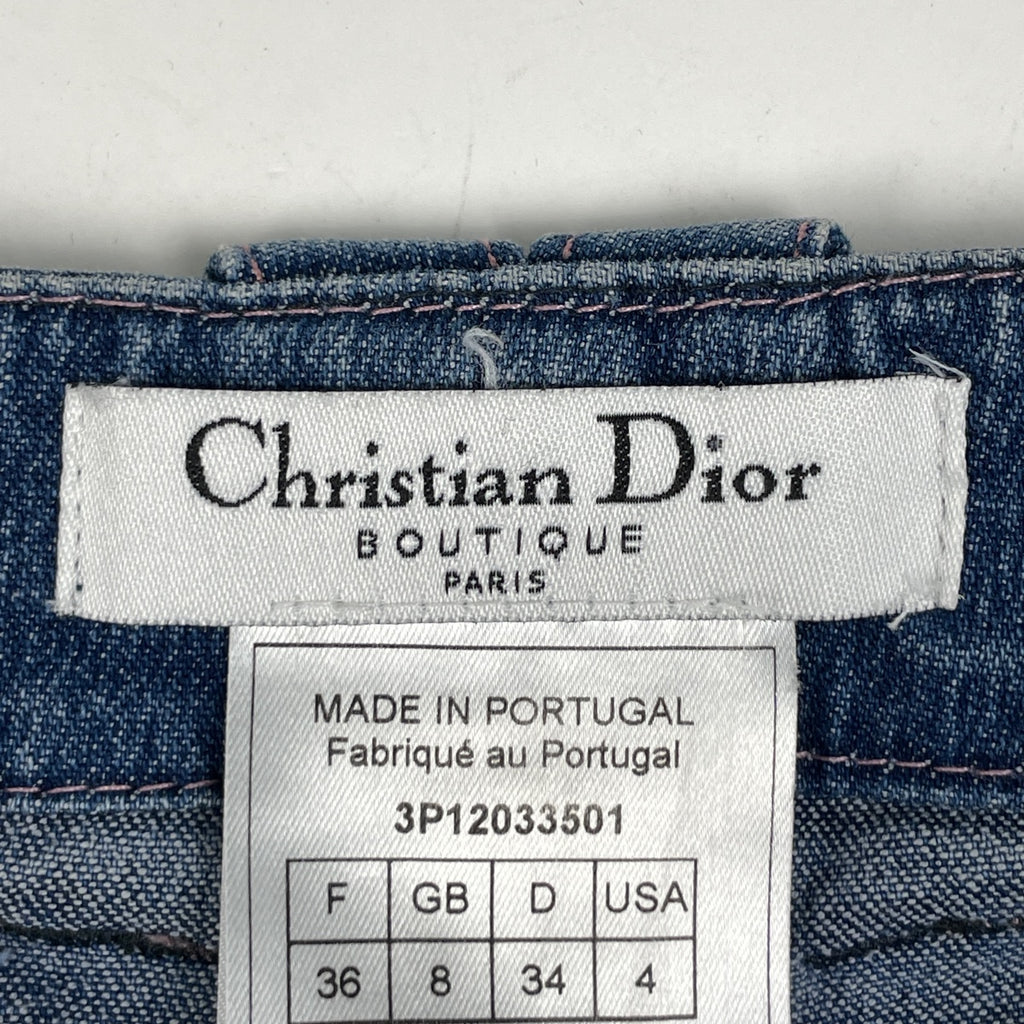 Christian Dior
BOUTIQUE
PARIS
MADE IN PORTUGAL
Fabriqué au Portugal
3P12033501
F GB D USA
36 8 34 4